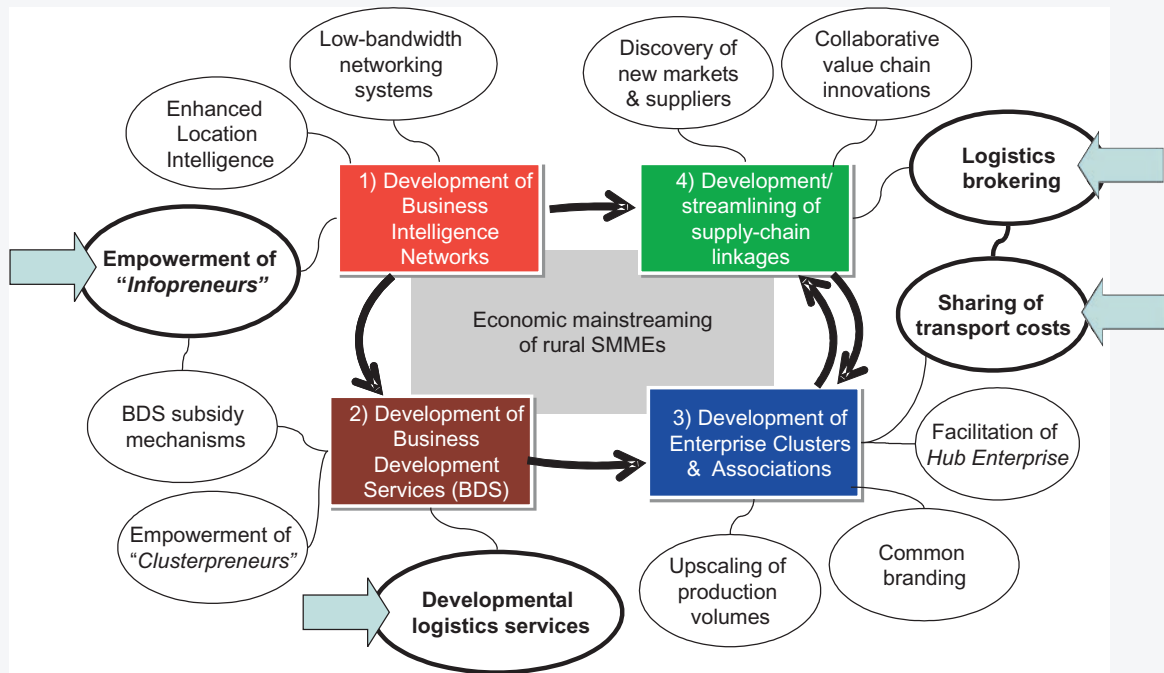 Low-bandwidth
networking
systems
Discovery of
new markets
& suppliers
Collaborative
value chain
innovations
Enhanced
Location
Intelligence
1) Development of
Business
Intelligence
Networks
4) Development/
streamlining of
supply-chain
linkages
Logistics
brokering
Empowerment of
“Infopreneurs”
Economic mainstreaming
of rural SMMEs
Sharing of
transport costs
BDS subsidy
mechanisms
2) Development of
Business
Development
Services (BDS)
3) Development of
Enterprise Clusters
& Associations
Facilitation of
Hub Enterprise
Empowerment of
“Clusterpreneurs”
Developmental
logistics services
Upscaling of
production
volumes
Common
branding